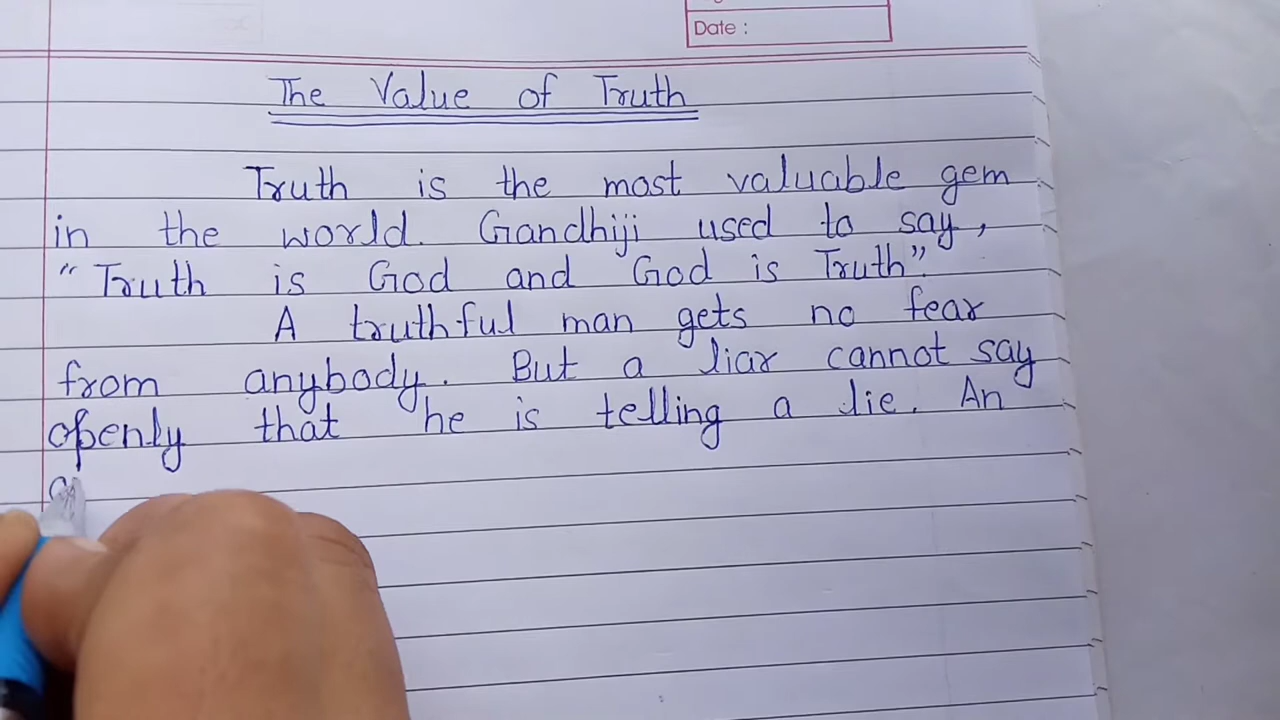 Date :
The Value of Truth
Truth is the most valuable gem
in the world. Gandhiji used to say,
“Truth is God and God is Truth”.
A truthful man gets no fear
from anybody. But a liar cannot say
openly that he is telling a lie. An